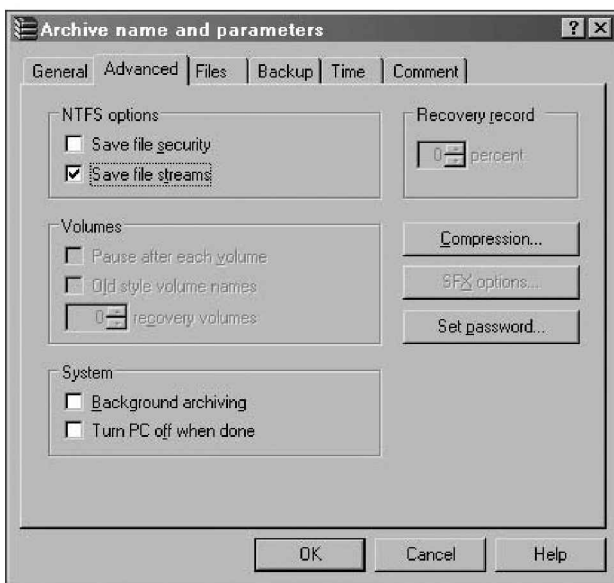 Archive name and parameters
General Advanced Files Backup Time Comment
NTFS options
Save file security
Save file streams
Recovery record
0 percent
Volumes
Pause after each volume
Old style volume names
0 recovery volumes
Compression...
SFX options...
Set password...
System
Background archiving
Turn PC off when done
OK Cancel Help